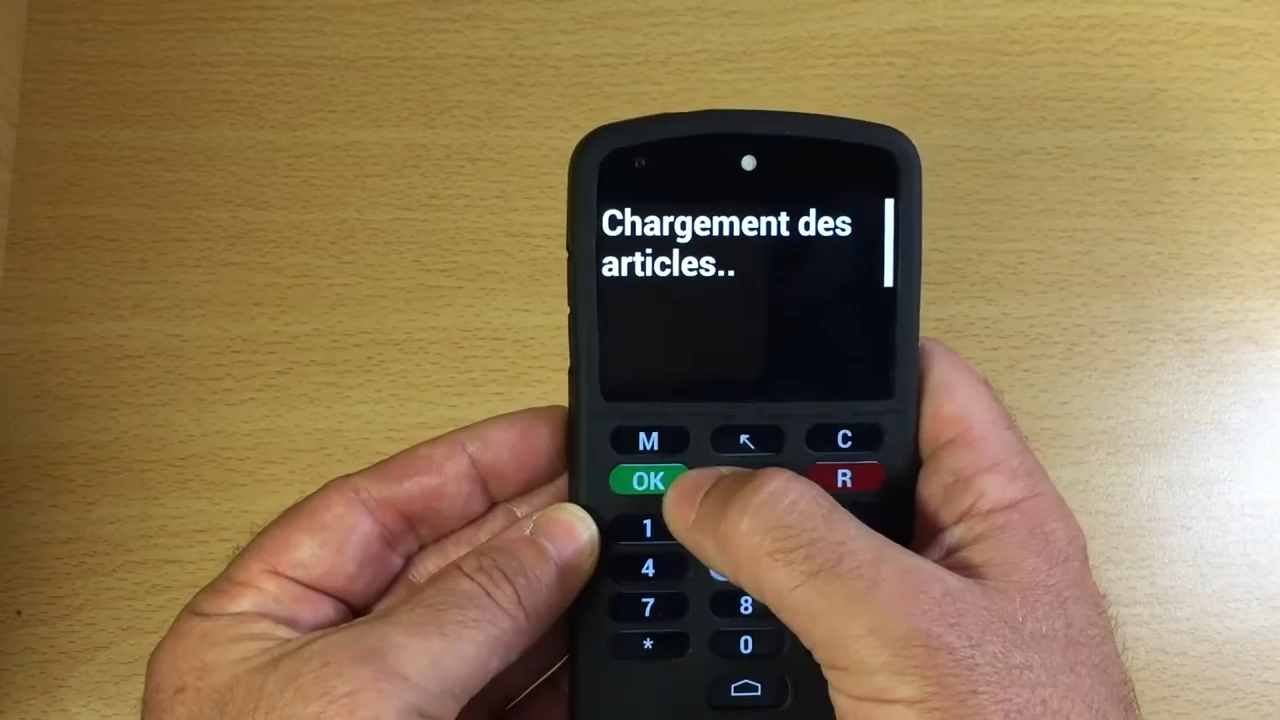 Chargement des
articles..
M ↖ C
OK R
1
4
7 8
* 0